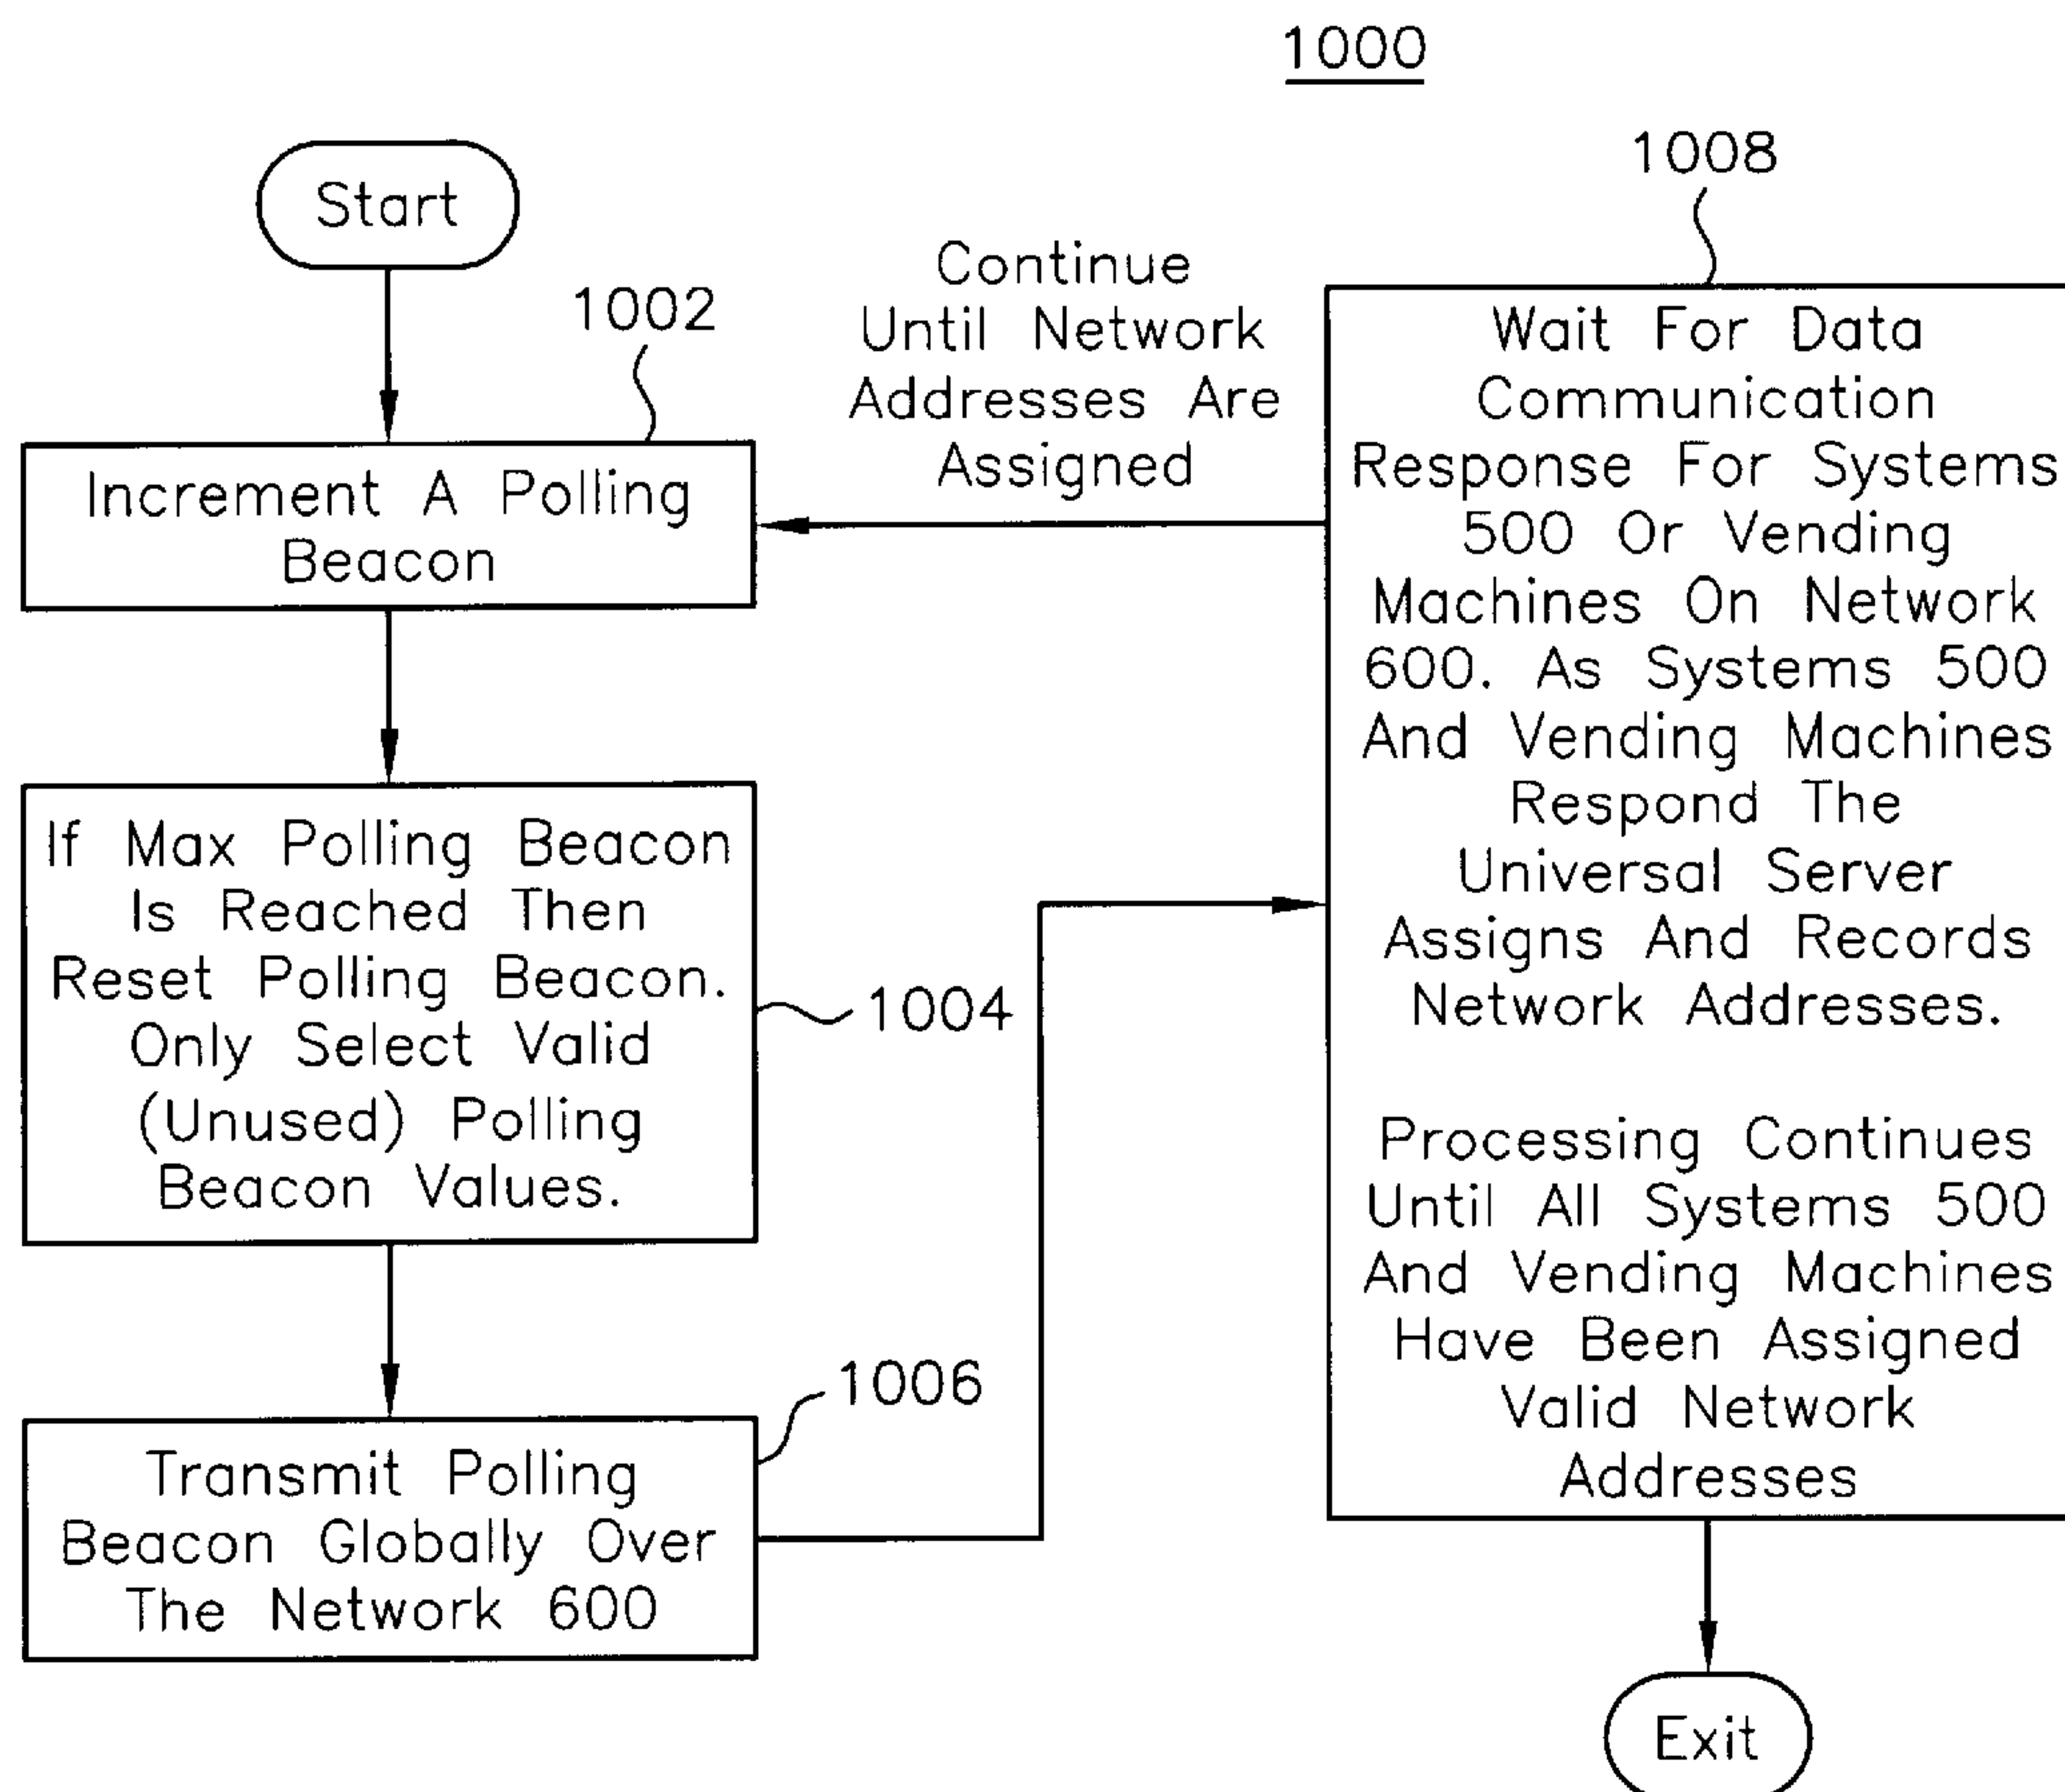 1000
Start
1002
Increment A Polling
Beacon
If Max Polling Beacon
Is Reached Then
Reset Polling Beacon.
Only Select Valid
(Unused) Polling
Beacon Values.
1004
Transmit Polling
Beacon Globally Over
The Network 600
1006
Continue
Until Network
Addresses Are
Assigned
1008
Wait For Data
Communication
Response For Systems
500 Or Vending
Machines On Network
600. As Systems 500
And Vending Machines
Respond The
Universal Server
Assigns And Records
Network Addresses.
Processing Continues
Until All Systems 500
And Vending Machines
Have Been Assigned
Valid Network
Addresses
Exit